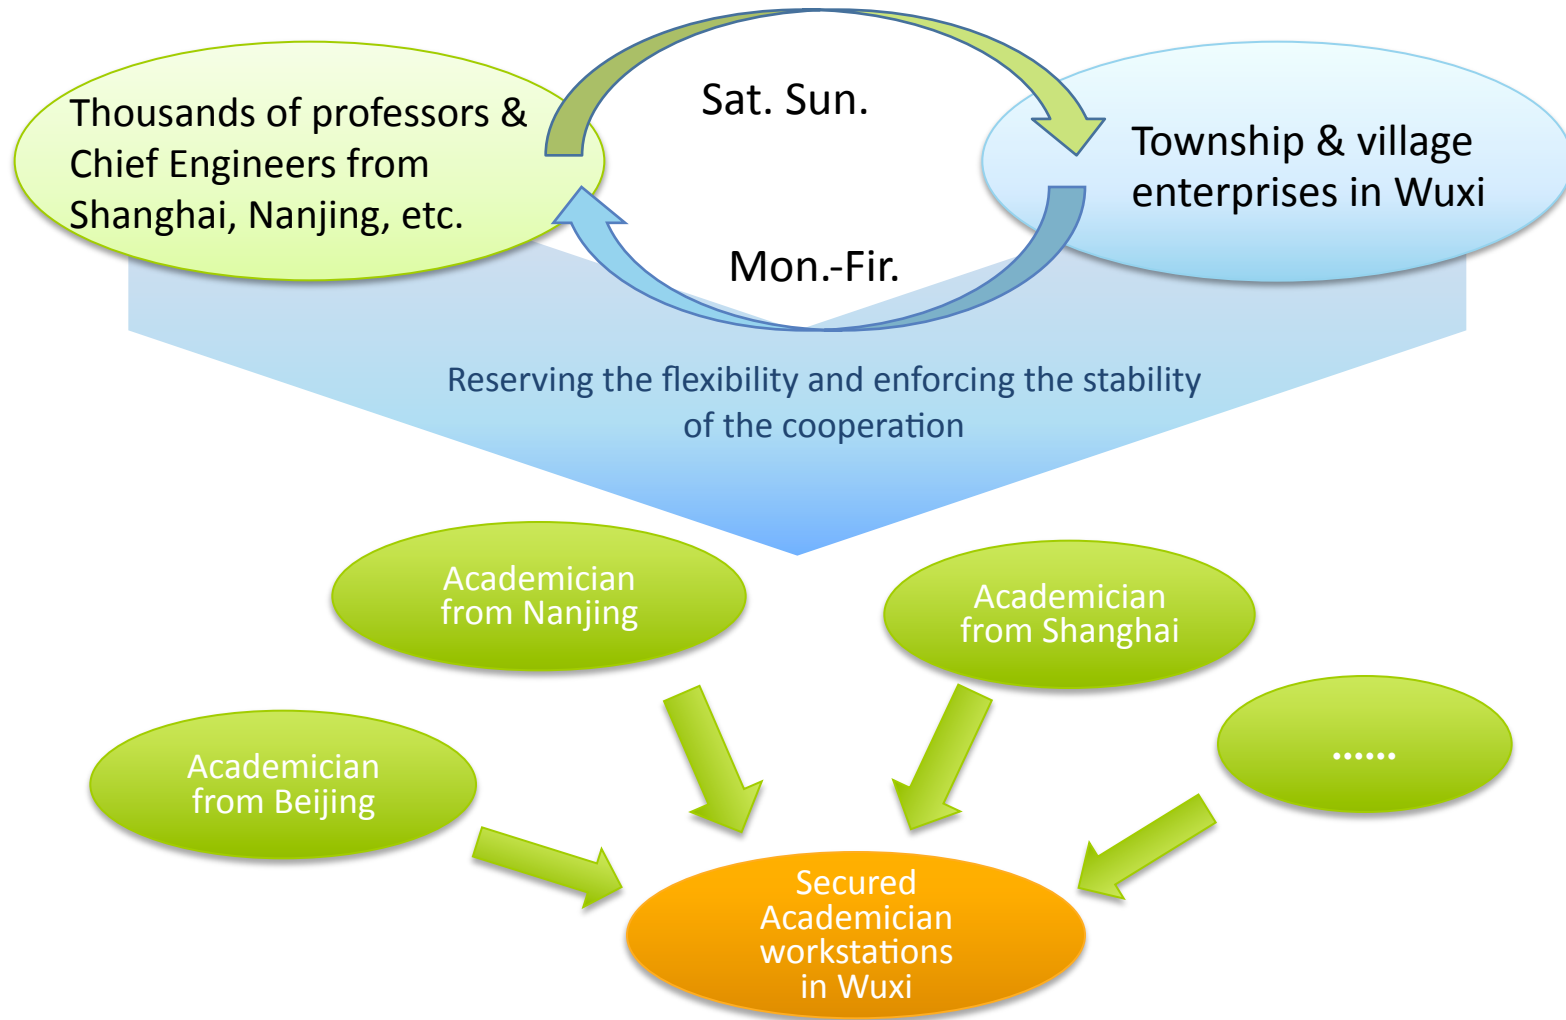 Thousands of professors &
Chief Engineers from
Shanghai, Nanjing, etc.
Sat. Sun.
Township & village
enterprises in Wuxi
Mon.-Fir.
Reserving the flexibility and enforcing the stability
of the cooperation
Academician
from Nanjing
Academician
from Shanghai
Academician
from Beijing
......
Secured
Academician
workstations
in Wuxi